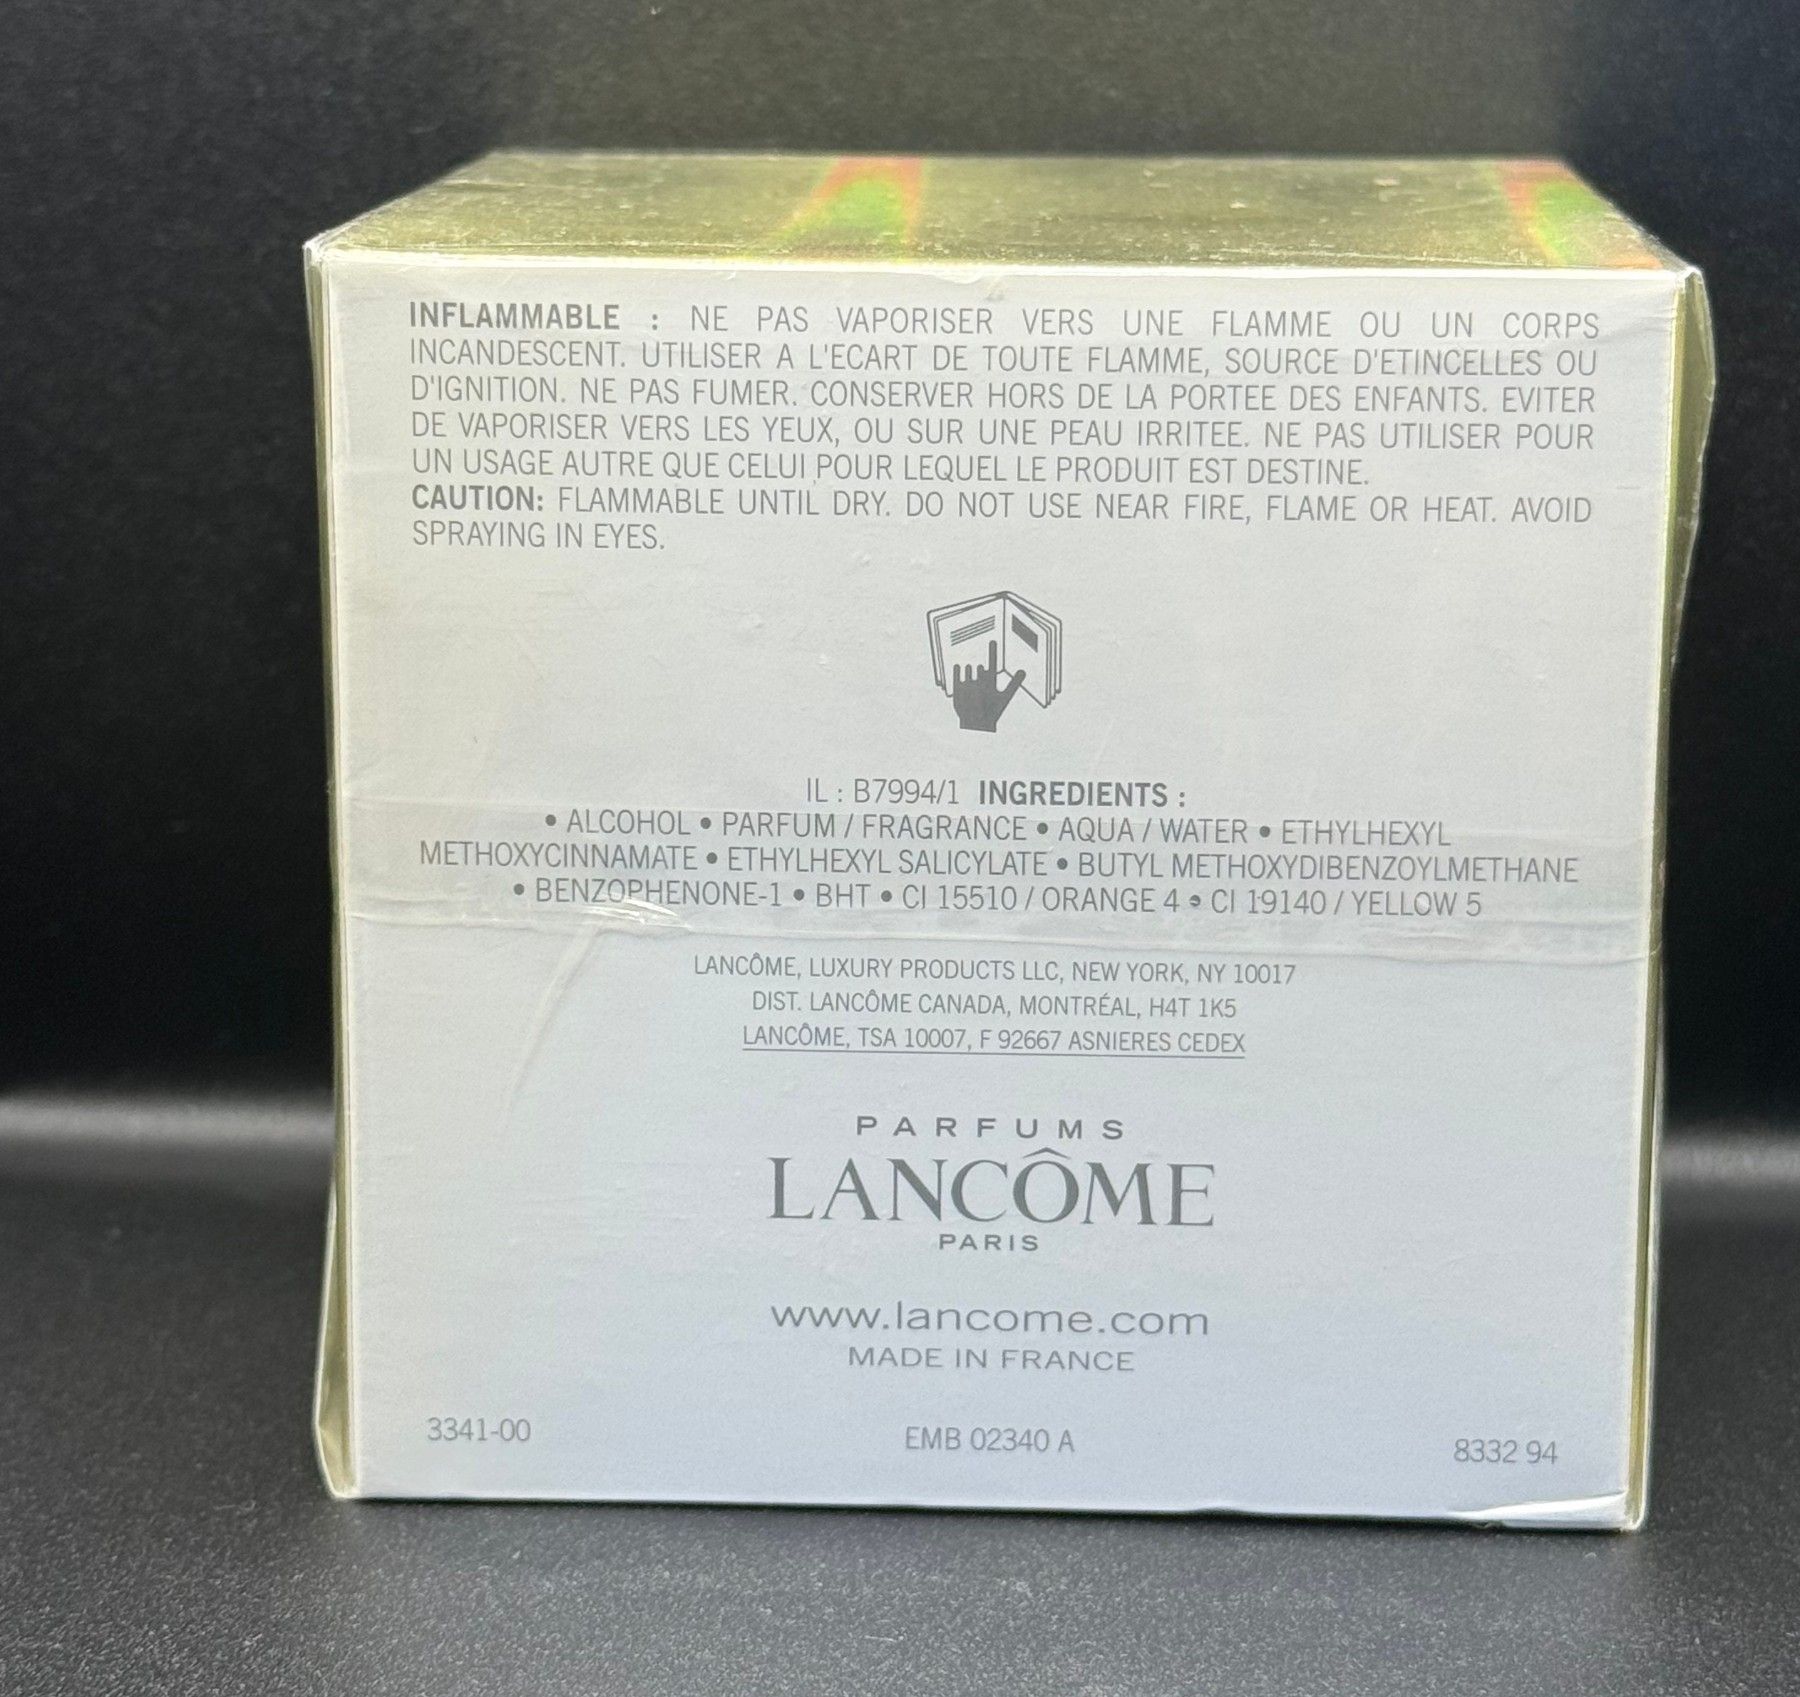 INFLAMMABLE : NE PAS VAPORISER VERS UNE FLAMME OU UN CORPS
INCANDESCENT. UTILISER A L'ECART DE TOUTE FLAMME, SOURCE D'ETINCELLES OU
D'IGNITION. NE PAS FUMER. CONSERVER HORS DE LA PORTEE DES ENFANTS. EVITER
DE VAPORISER VERS LES YEUX, OU SUR UNE PEAU IRRITEE. NE PAS UTILISER POUR
UN USAGE AUTRE QUE CELUI POUR LEQUEL LE PRODUIT EST DESTINE.
CAUTION: FLAMMABLE UNTIL DRY. DO NOT USE NEAR FIRE, FLAME OR HEAT. AVOID
SPRAYING IN EYES.
IL : B7994/1 INGREDIENTS :
• ALCOHOL • PARFUM / FRAGRANCE • AQUA / WATER • ETHYLHEXYL
METHOXYCINNAMATE • ETHYLHEXYL SALICYLATE • BUTYL METHOXYDIBENZOYLMETHANE
• BENZOPHENONE-1 • BHT • CI 15510 / ORANGE 4 • CI 19140 / YELLOW 5
LANCÔME, LUXURY PRODUCTS LLC, NEW YORK, NY 10017
DIST. LANCÔME CANADA, MONTRÉAL, H4T 1K5
LANCÔME, TSA 10007, F 92667 ASNIERES CEDEX
PARFUMS
LANCÔME
PARIS
www.lancome.com
MADE IN FRANCE
3341-00 EMB 02340 A 8332 94